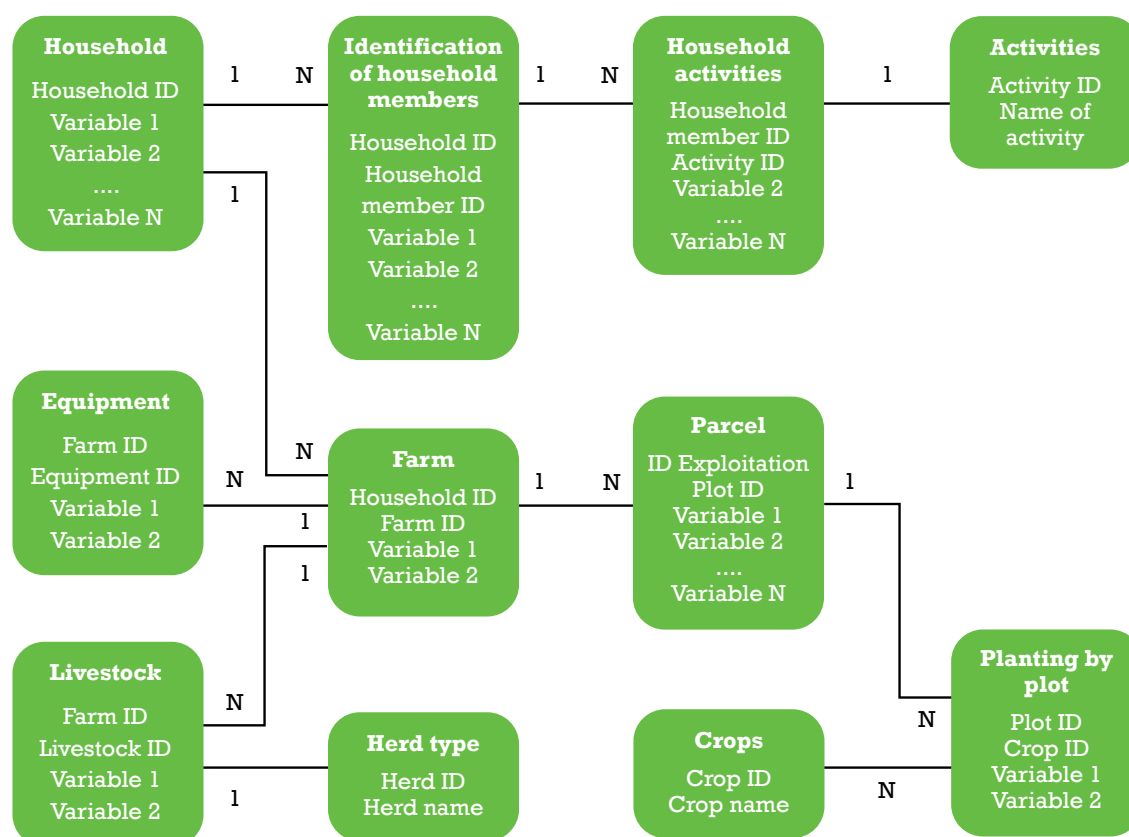 Household
Household ID
Variable 1
Variable 2
....
Variable N
1
N
1
Identification
of household
members
Household ID
Household
member ID
Variable 1
Variable 2
....
Variable N
1
N
Household
activities
Household
member ID
Activity ID
Variable 2
....
Variable N
1
Activities
Activity ID
Name of
activity
Equipment
Farm ID
Equipment ID
Variable 1
Variable 2
N
N
1
1
Farm
Household ID
Farm ID
Variable 1
Variable 2
1
N
Parcel
ID Exploitation
Plot ID
Variable 1
Variable 2
....
Variable N
1
N
Livestock
Farm ID
Livestock ID
Variable 1
Variable 2
N
1
Herd type
Herd ID
Herd name
Crops
Crop ID
Crop name
N
Planting by
plot
Plot ID
Crop ID
Variable 1
Variable 2